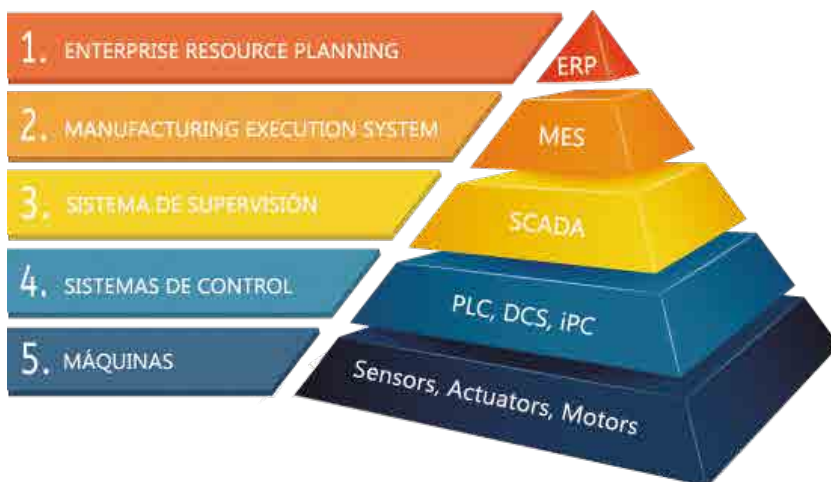 1. ENTERPRISE RESOURCE PLANNING
ERP
2. MANUFACTURING EXECUTION SYSTEM
MES
3. SISTEMA DE SUPERVISIÓN
SCADA
4. SISTEMAS DE CONTROL
PLC, DCS, iPC
5. MÁQUINAS
Sensors, Actuators, Motors